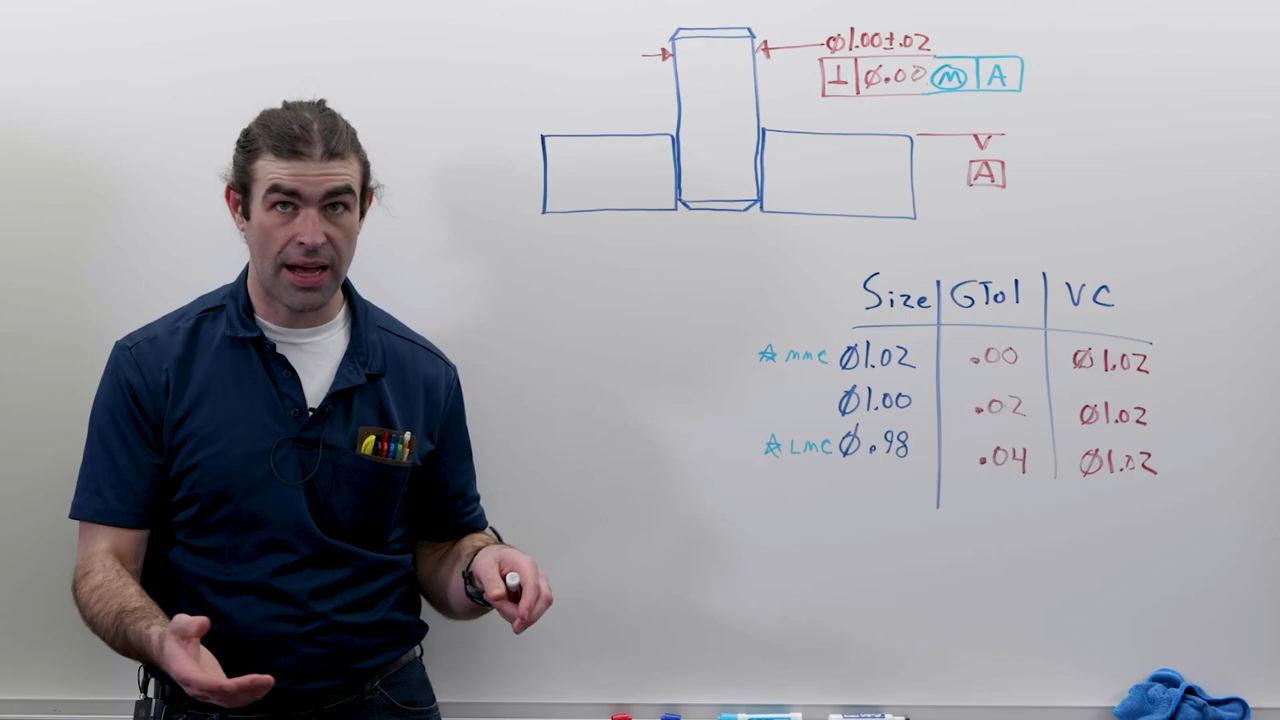 Ø1.00±.02
⊥ Ø.00 Ⓜ A
A
Size GTol VC
☆ MMC Ø1.02 .00 Ø1.02
Ø1.00 .02 Ø1.02
☆ LMC Ø.98 .04 Ø1.02